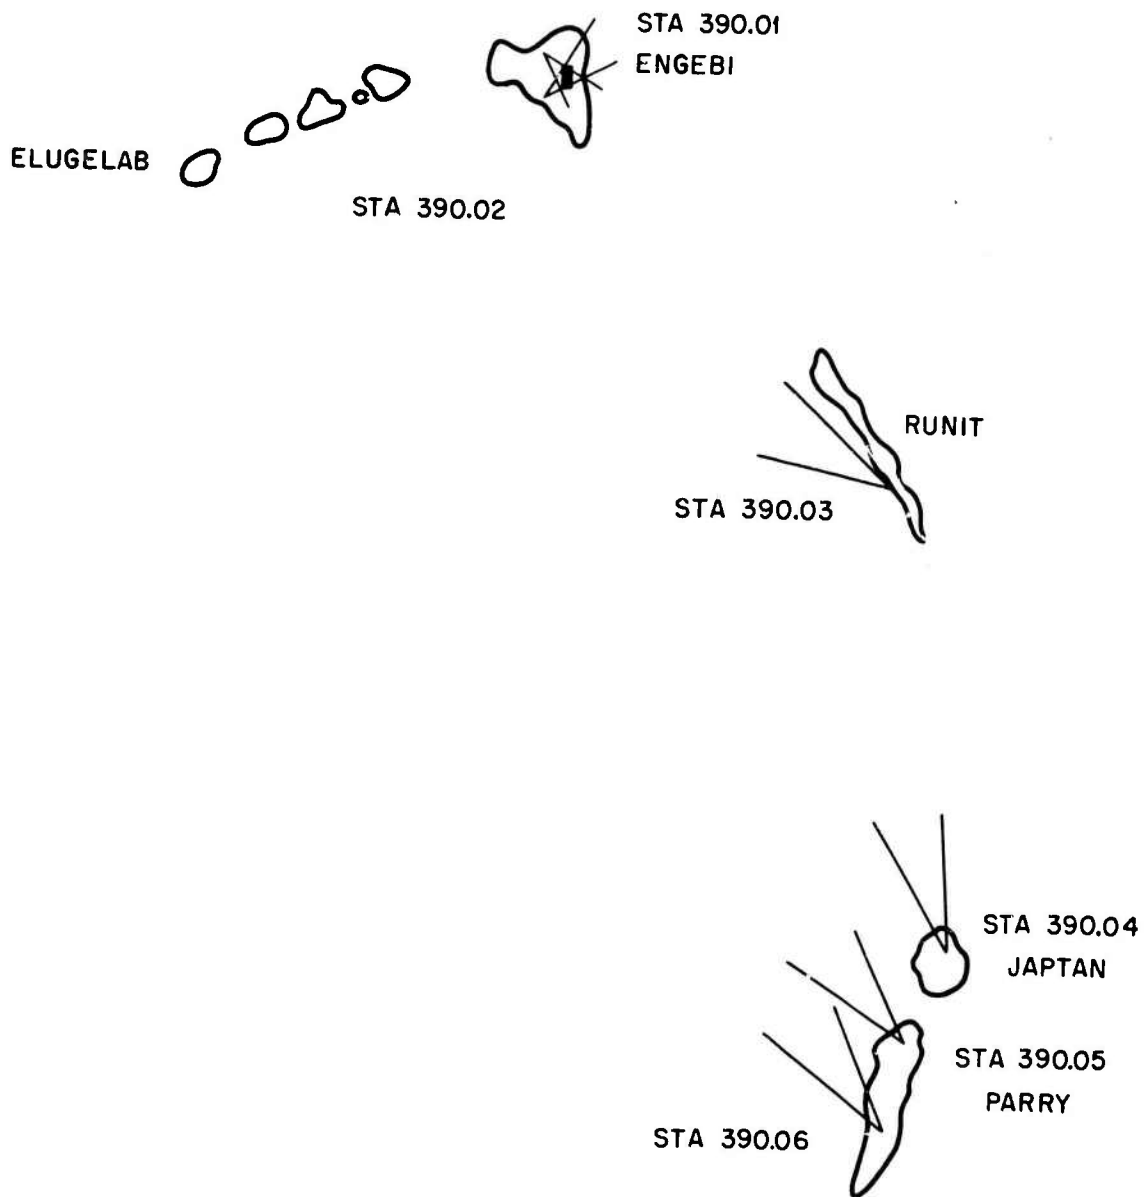 STA 390.01
ENGEBI
ELUGELAB
STA 390.02
RUNIT
STA 390.03
STA 390.04
JAPTAN
STA 390.05
PARRY
STA 390.06